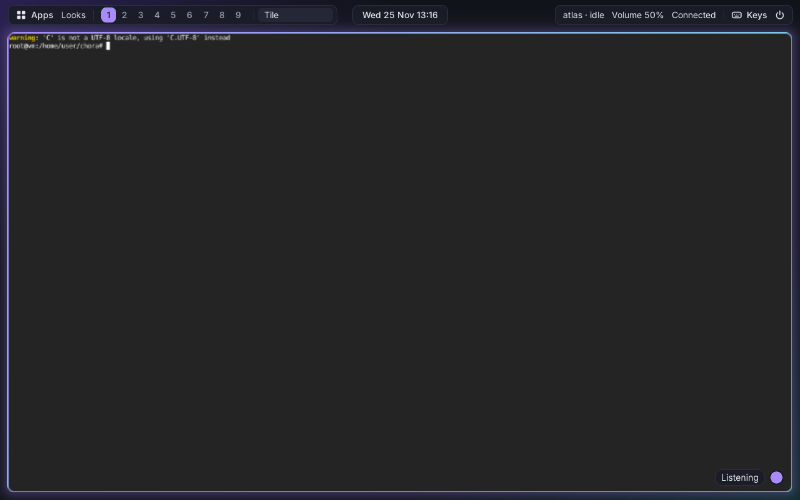 Apps Looks 1 2 3 4 5 6 7 8 9 Tile Wed 25 Nov 13:16 atlas · idle Volume 50% Connected Keys
warning: 'C' is not a UTF-8 locale, using 'C.UTF-8' instead
root@vm:/home/user/chora#
Listening